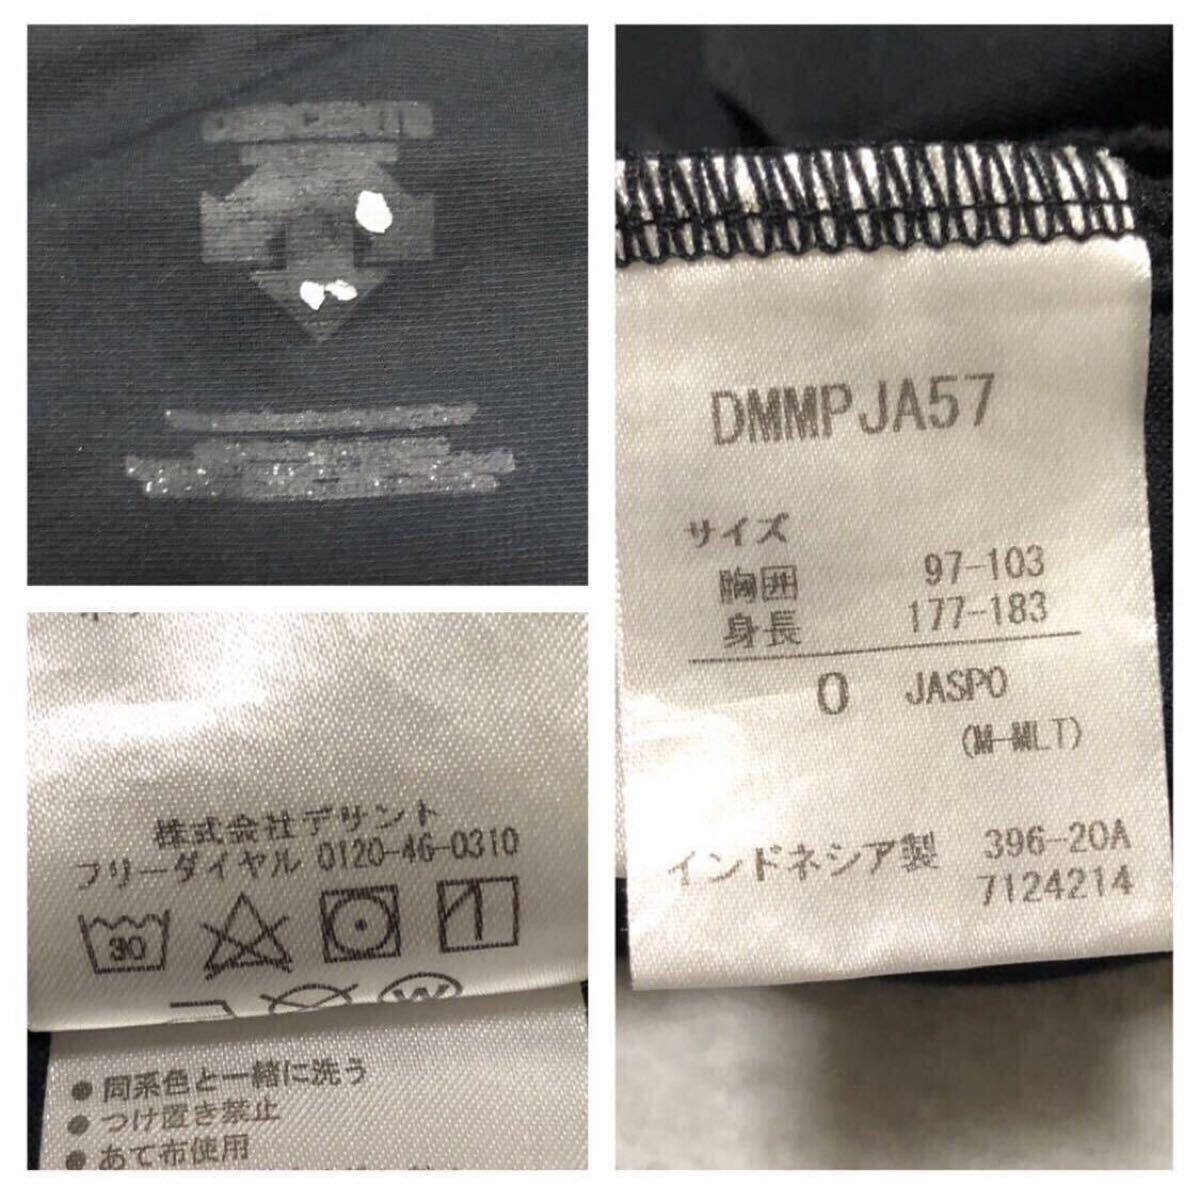 DMMPJA57
サイズ
胸囲 97-103
身長 177-183
O JASPO
(M-MLT)
インドネシア製 396-20A
7124214
株式会社デサント
フリーダイヤル 0120-46-0310
30
W
● 同系色と一緒に洗う
● つけ置き禁止
● あて布使用